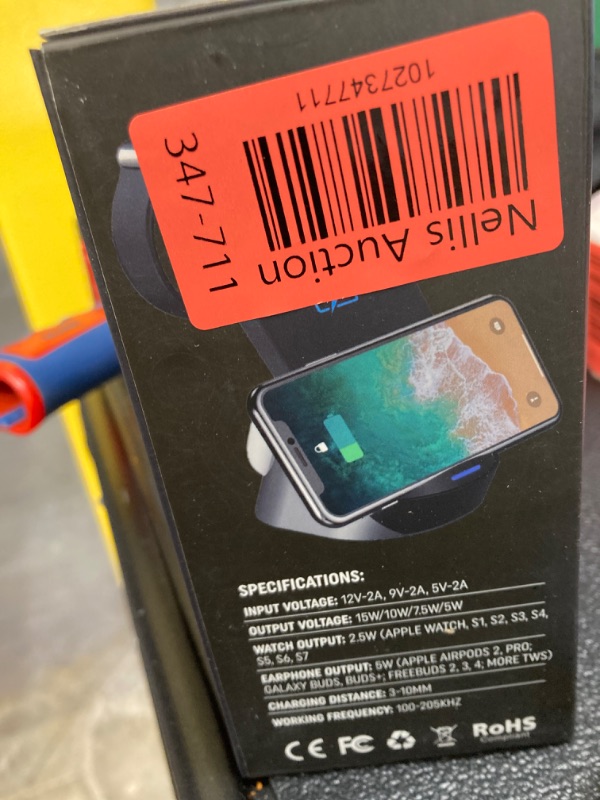 1027347711
347-711
Nellis Auction
SPECIFICATIONS:
INPUT VOLTAGE: 12V-2A, 9V-2A, 5V-2A
OUTPUT VOLTAGE: 15W/10W/7.5W/5W
WATCH OUTPUT: 2.5W (APPLE WATCH, S1, S2, S3, S4,
S5, S6, S7
EARPHONE OUTPUT: 5W (APPLE AIRPODS 2, PRO;
GALAXY BUDS, BUDS+; FREEBUDS 2, 3, 4; MORE TWS)
CHARGING DISTANCE: 3-10MM
WORKING FREQUENCY: 100-205KHZ
CE FC RoHS
Compliant